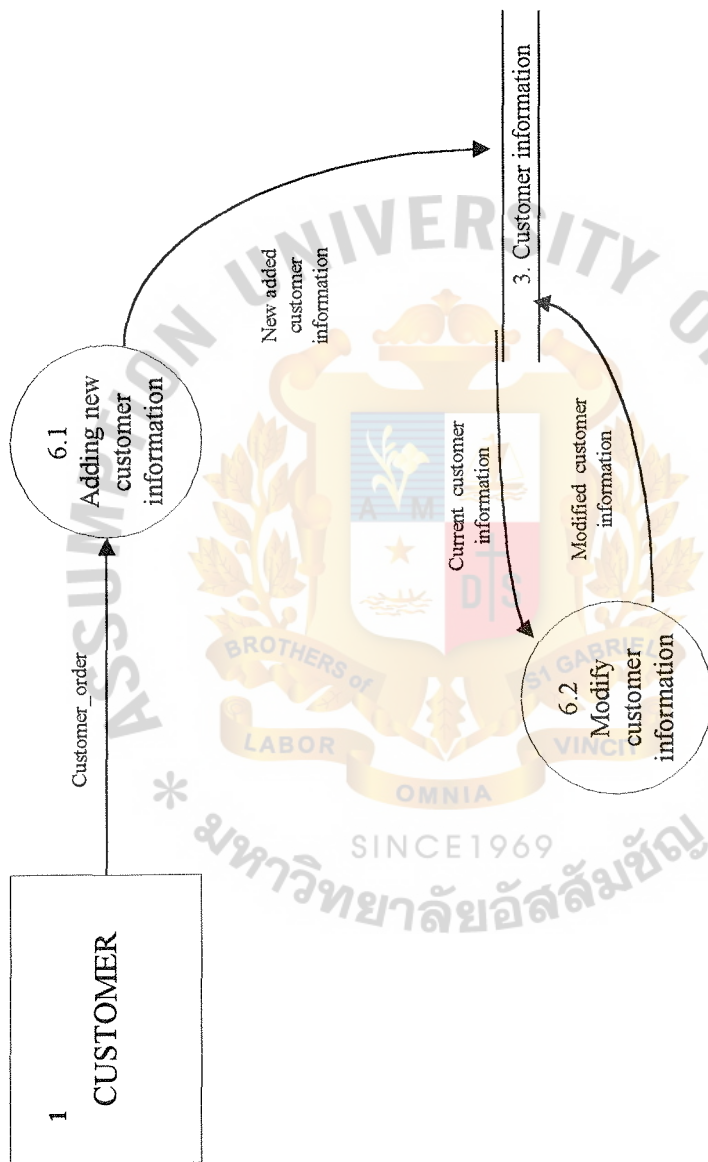 1
CUSTOMER
Customer_order
6.1
Adding new
customer
information
New added
customer
information
3. Customer information
Current customer
information
Modified customer
information
6.2
Modify
customer
information
ASSUMPTION UNIVERSITY OF
A M
D S
BROTHERS of
S1 GABRIEL
LABOR
OMNIA
VINCIT
SINCE1969
* มหาวิทยาลัยอัสสัมชัญ